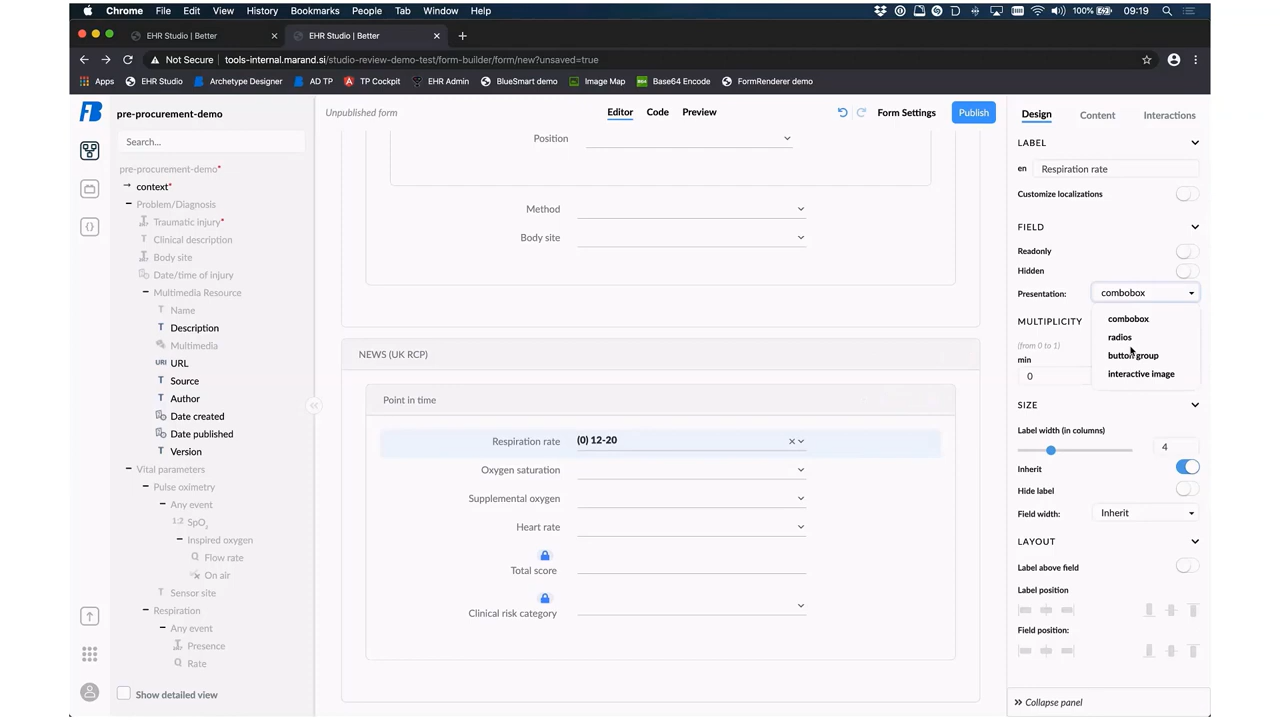 Chrome File Edit View History Bookmarks People Tab Window Help 100% 09:19
EHR Studio | Better
EHR Studio | Better
Not Secure tools-internal.marand.si/studio-review-demo-test/form-builder/form/new?unsaved=true
Apps EHR Studio Archetype Designer AD TP TP Cockpit EHR Admin BlueSmart demo Image Map Base64 Encode FormRenderer demo
FB
pre-procurement-demo
Search...
pre-procurement-demo*
context*
Problem/Diagnosis
Traumatic injury*
Clinical description
Body site
Date/time of injury
Multimedia Resource
Name
Description
Multimedia
URI URL
Source
Author
Date created
Date published
Version
Vital parameters
Pulse oximetry
Any event
1:2 SpO₂
Inspired oxygen
Q Flow rate
On air
Sensor site
Respiration
Any event
Presence
Q Rate
Show detailed view
Unpublished form
Editor Code Preview
Form Settings
Publish
Position
Method
Body site
NEWS (UK RCP)
Point in time
Respiration rate (0) 12-20
Oxygen saturation
Supplemental oxygen
Heart rate
Total score
Clinical risk category
Design Content Interactions
LABEL
en Respiration rate
Customize localizations
FIELD
Readonly
Hidden
Presentation: combobox
combobox
radios
button group
interactive image
MULTIPLICITY
(from 0 to 1)
min
0
SIZE
Label width (in columns)
4
Inherit
Hide label
Field width: Inherit
LAYOUT
Label above field
Label position
Field position:
Collapse panel